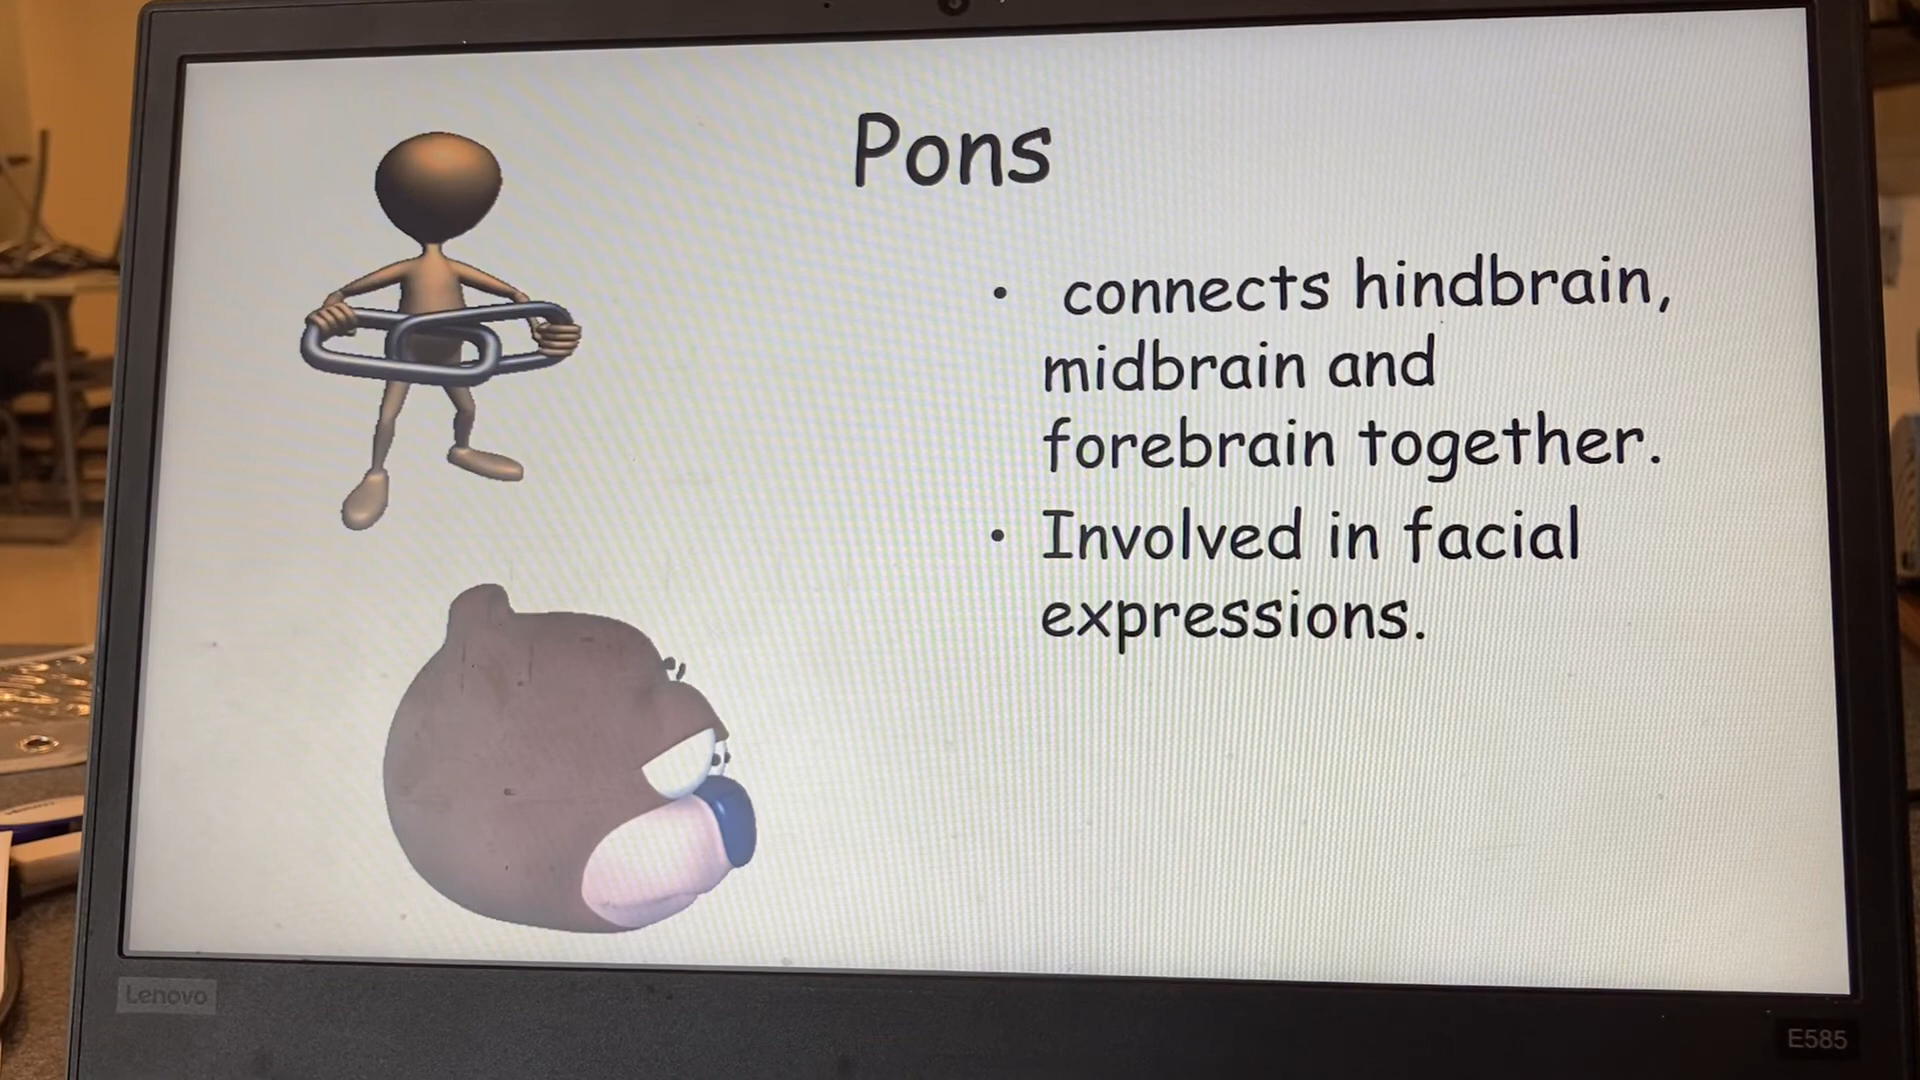 Pons
• connects hindbrain,
midbrain and
forebrain together.
• Involved in facial
expressions.
Lenovo
E585